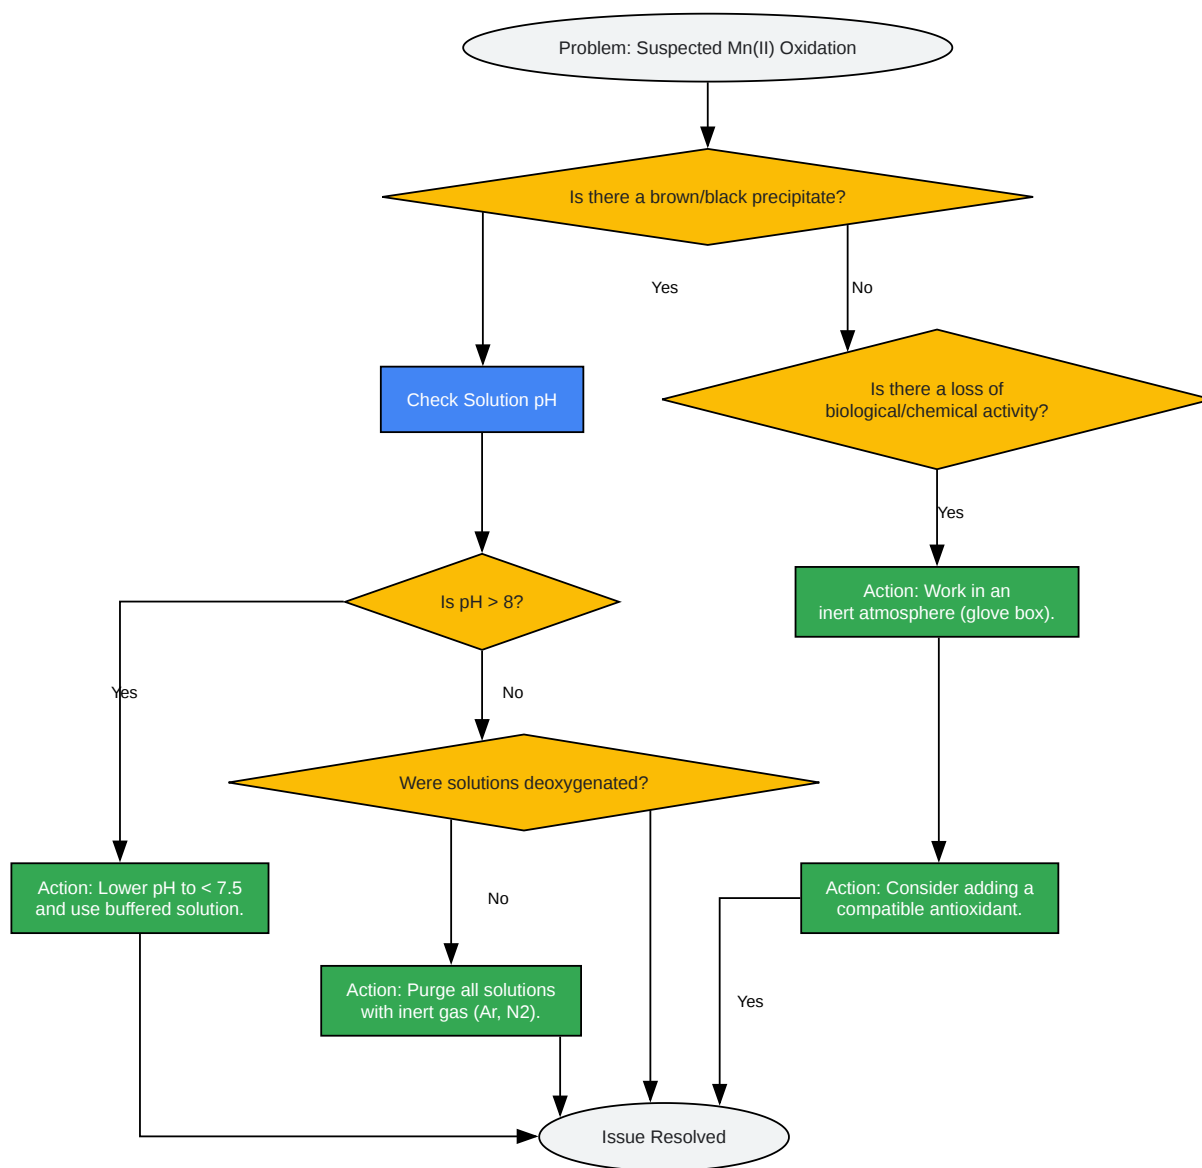 Problem: Suspected Mn(II) Oxidation
Is there a brown/black precipitate?
Yes
No
Check Solution pH
Is there a loss of
biological/chemical activity?
Yes
Is pH > 8?
Action: Work in an
inert atmosphere (glove box).
Yes
No
Were solutions deoxygenated?
Action: Lower pH to < 7.5
and use buffered solution.
No
Action: Consider adding a
compatible antioxidant.
Action: Purge all solutions
with inert gas (Ar, N2).
Yes
Issue Resolved